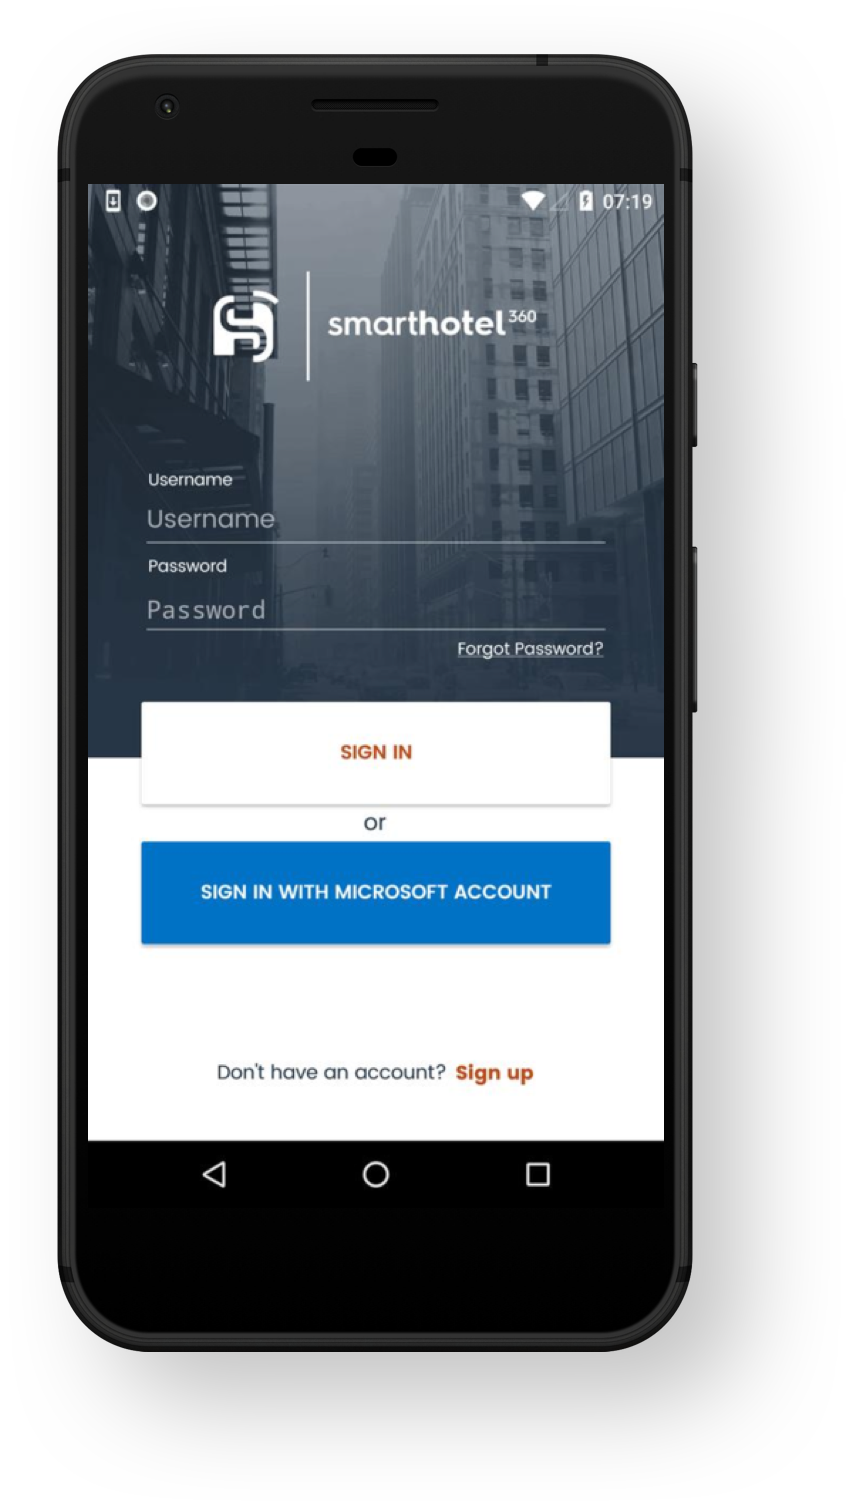 07:19
smarthotel360
Username
Username
Password
Password
Forgot Password?
SIGN IN
or
SIGN IN WITH MICROSOFT ACCOUNT
Don't have an account? Sign up